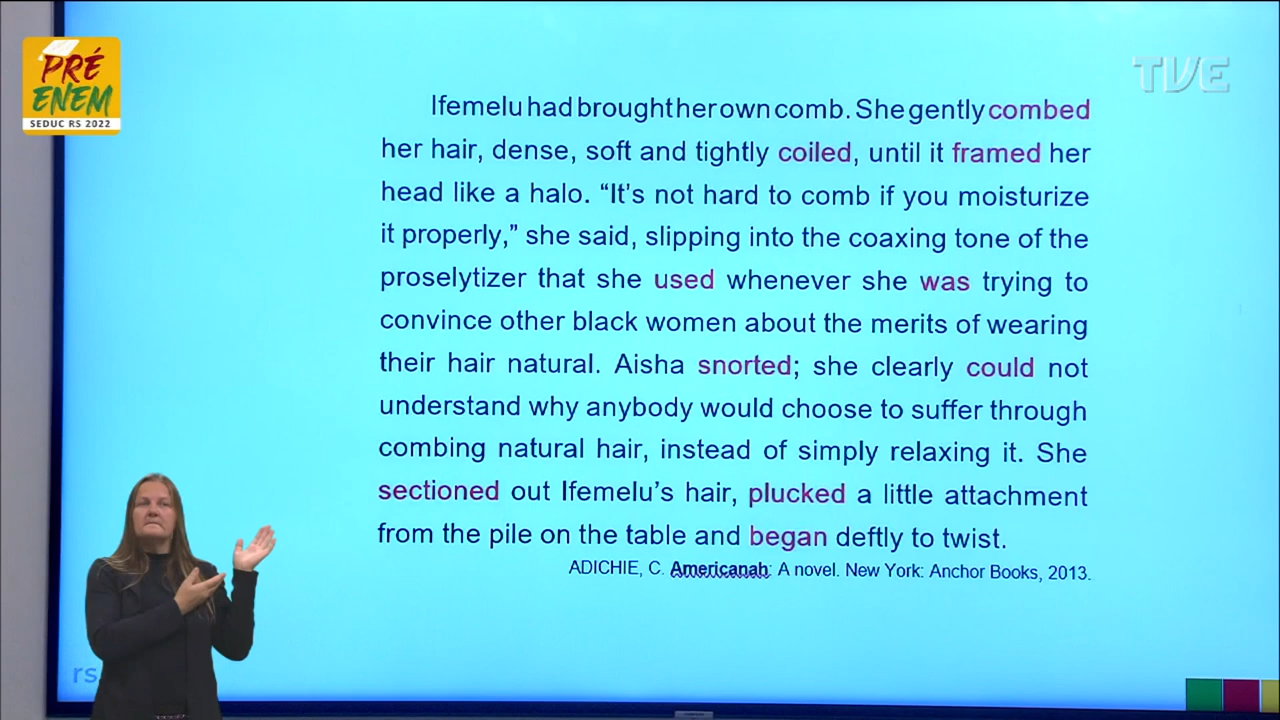 PRÉ
ENEM
SEDUC RS 2022
TVE
Ifemelu had brought her own comb. She gently combed
her hair, dense, soft and tightly coiled, until it framed her
head like a halo. “It’s not hard to comb if you moisturize
it properly,” she said, slipping into the coaxing tone of the
proselytizer that she used whenever she was trying to
convince other black women about the merits of wearing
their hair natural. Aisha snorted; she clearly could not
understand why anybody would choose to suffer through
combing natural hair, instead of simply relaxing it. She
sectioned out Ifemelu’s hair, plucked a little attachment
from the pile on the table and began deftly to twist.
ADICHIE, C. Americanah: A novel. New York: Anchor Books, 2013.
rs